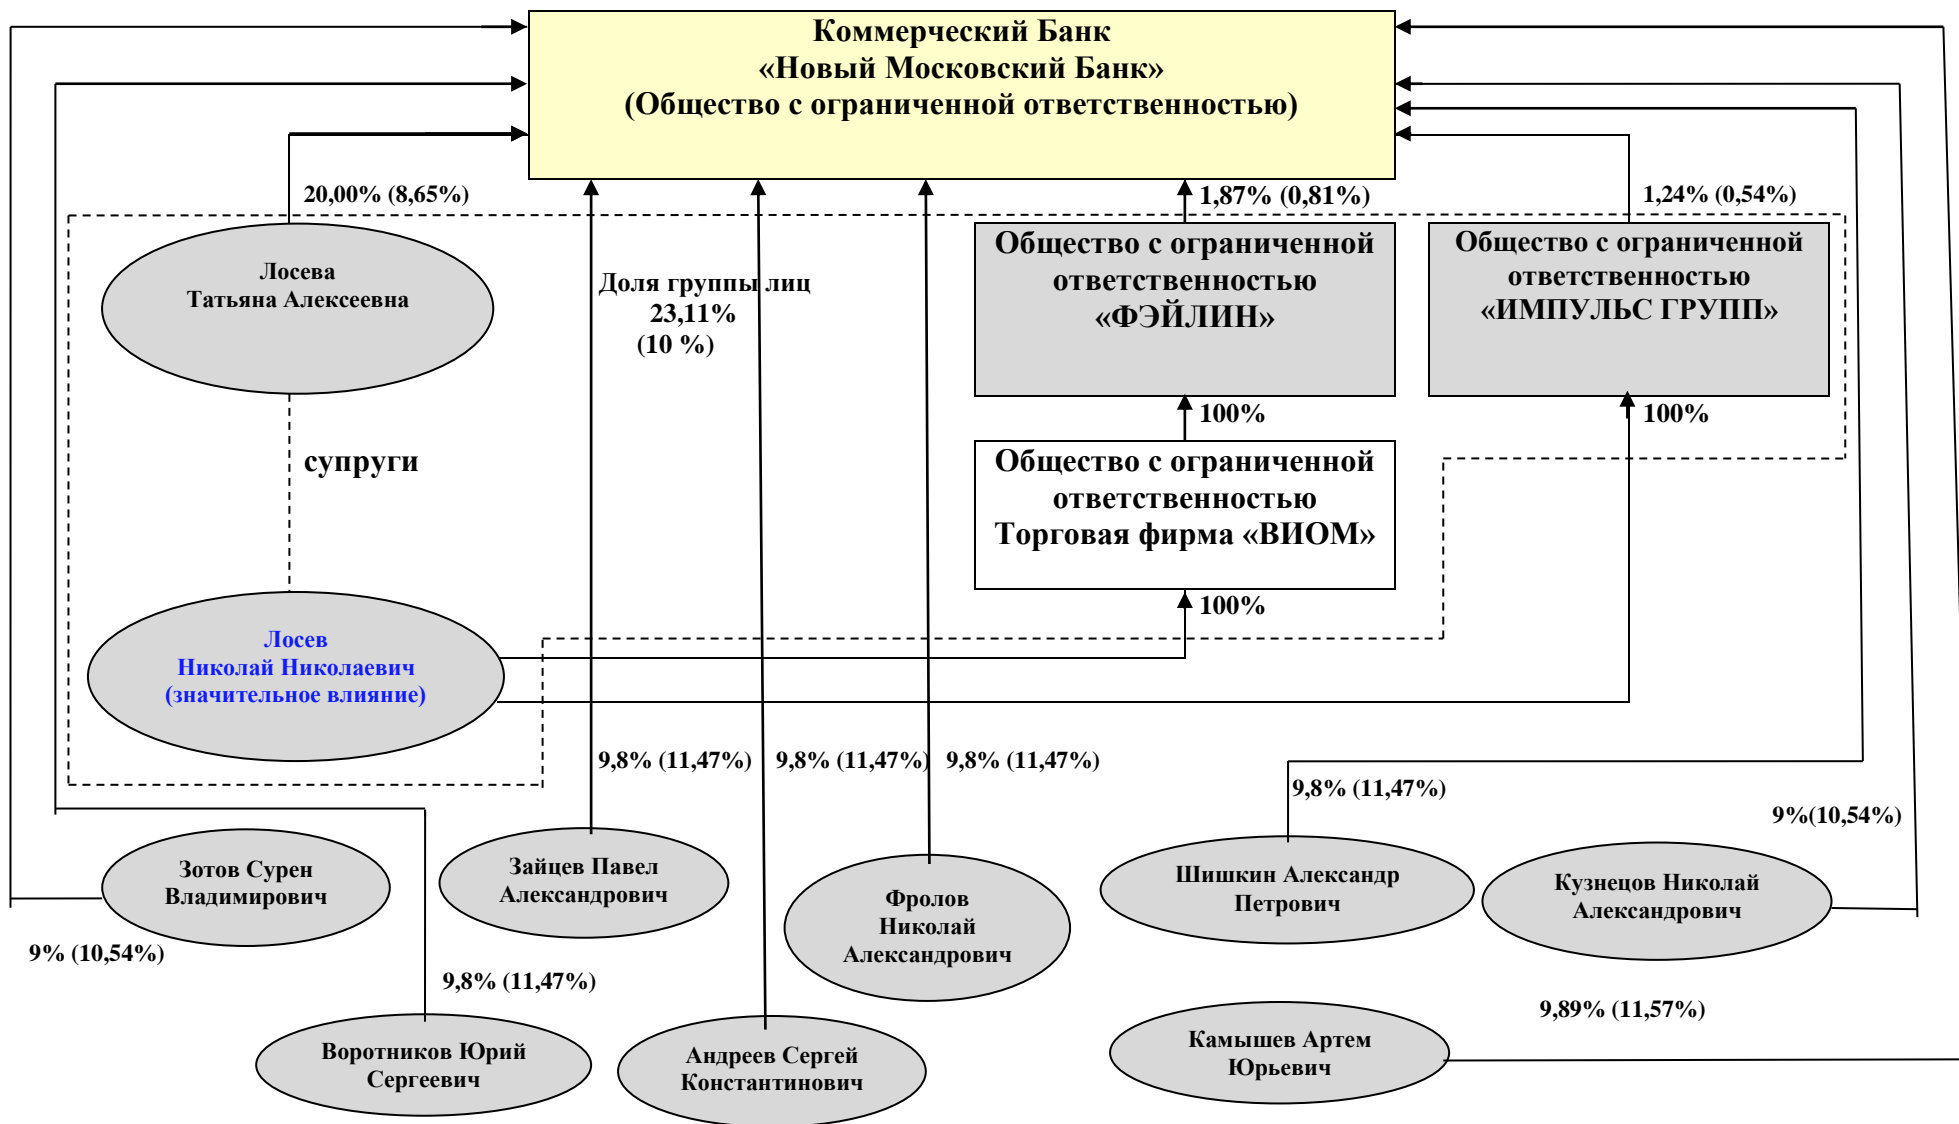 Коммерческий Банк
«Новый Московский Банк»
(Общество с ограниченной ответственностью)
20,00% (8,65%)
1,87% (0,81%)
1,24% (0,54%)
Лосева
Татьяна Алексеевна
Доля группы лиц
23,11%
(10 %)
Общество с ограниченной
ответственностью
«ФЭЙЛИН»
Общество с ограниченной
ответственностью
«ИМПУЛЬС ГРУПП»
100%
100%
супруги
Общество с ограниченной
ответственностью
Торговая фирма «ВИОМ»
100%
Лосев
Николай Николаевич
(значительное влияние)
9,8% (11,47%)
9,8% (11,47%)
9,8% (11,47%)
9,8% (11,47%)
9%(10,54%)
Зотов Сурен
Владимирович
Зайцев Павел
Александрович
Фролов
Николай
Александрович
Шишкин Александр
Петрович
Кузнецов Николай
Александрович
9% (10,54%)
9,8% (11,47%)
9,89% (11,57%)
Воротников Юрий
Сергеевич
Андреев Сергей
Константинович
Камышев Артем
Юрьевич